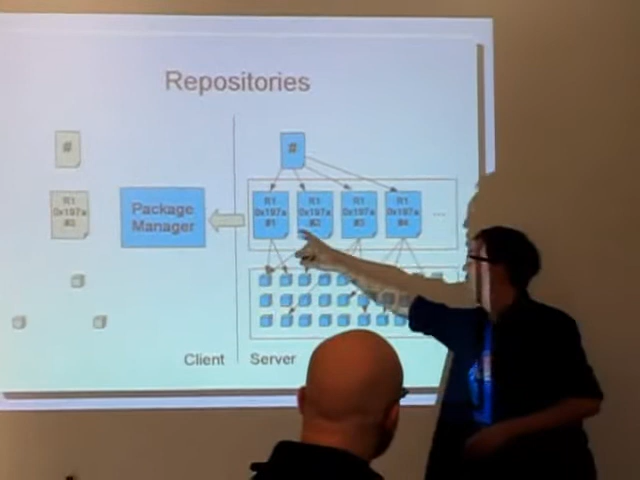 Repositories
#
#
R1
0x197a
#3
Package
Manager
R1
0x197a
#1
R1
0x197a
#2
R1
0x197a
#3
R1
0x197a
#4
...
Client
Server